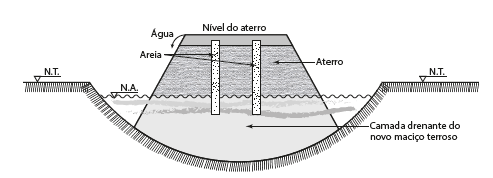 Nível do aterro
Água
Areia
Aterro
N.T.
N.T.
N.A.
Camada drenante do
novo maciço terroso